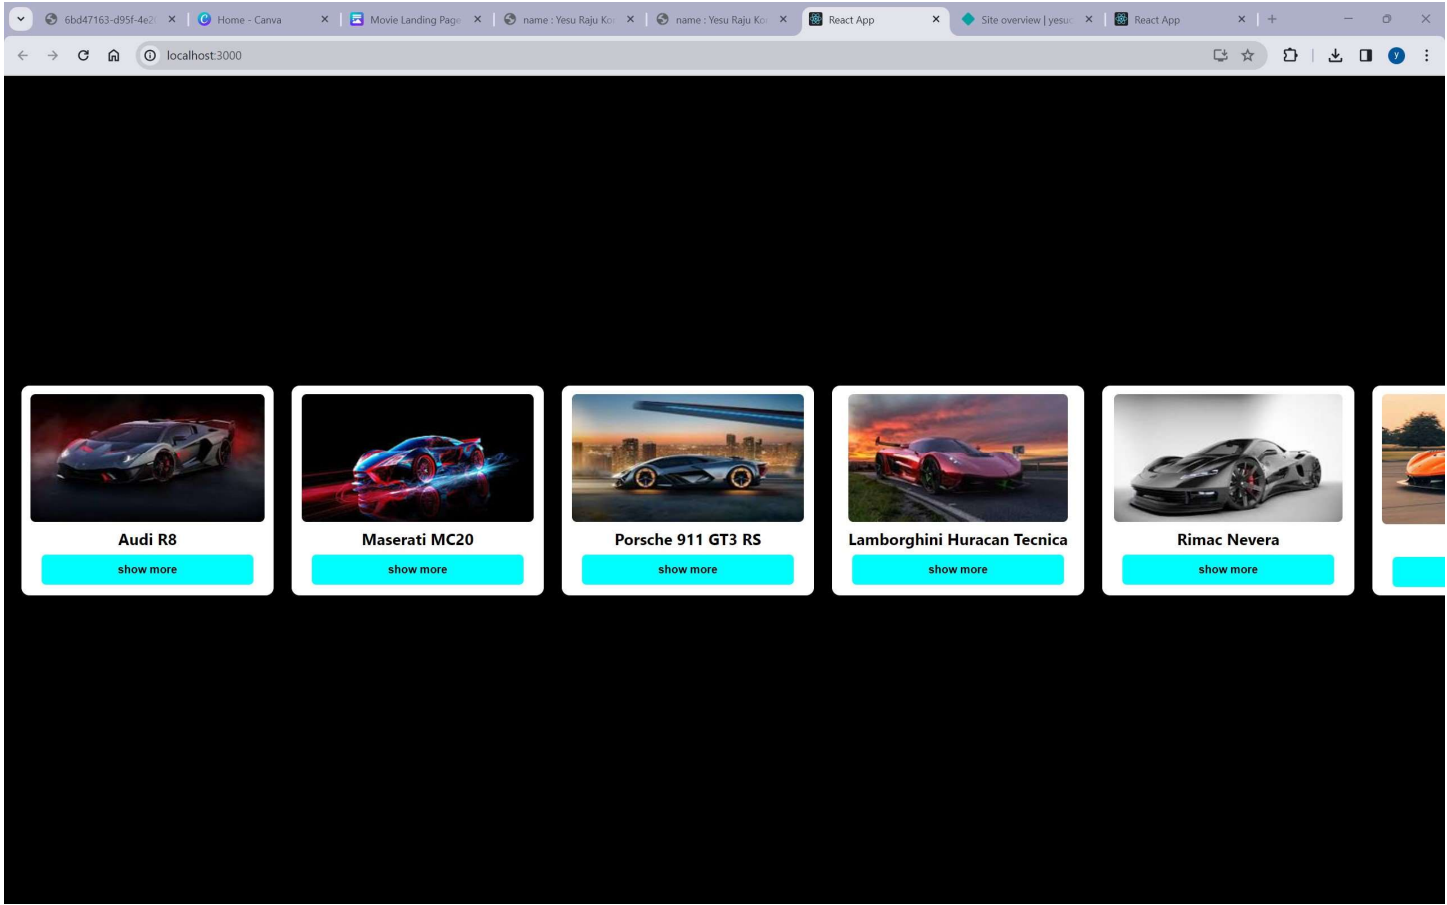 6bd47163-d95f-4e2
Home - Canva
Movie Landing Page
name : Yesu Raju Ko
name : Yesu Raju Ko
React App
Site overview | yesu
React App
localhost:3000
y
Audi R8
Maserati MC20
Porsche 911 GT3 RS
Lamborghini Huracan Tecnica
Rimac Nevera
show more
show more
show more
show more
show more